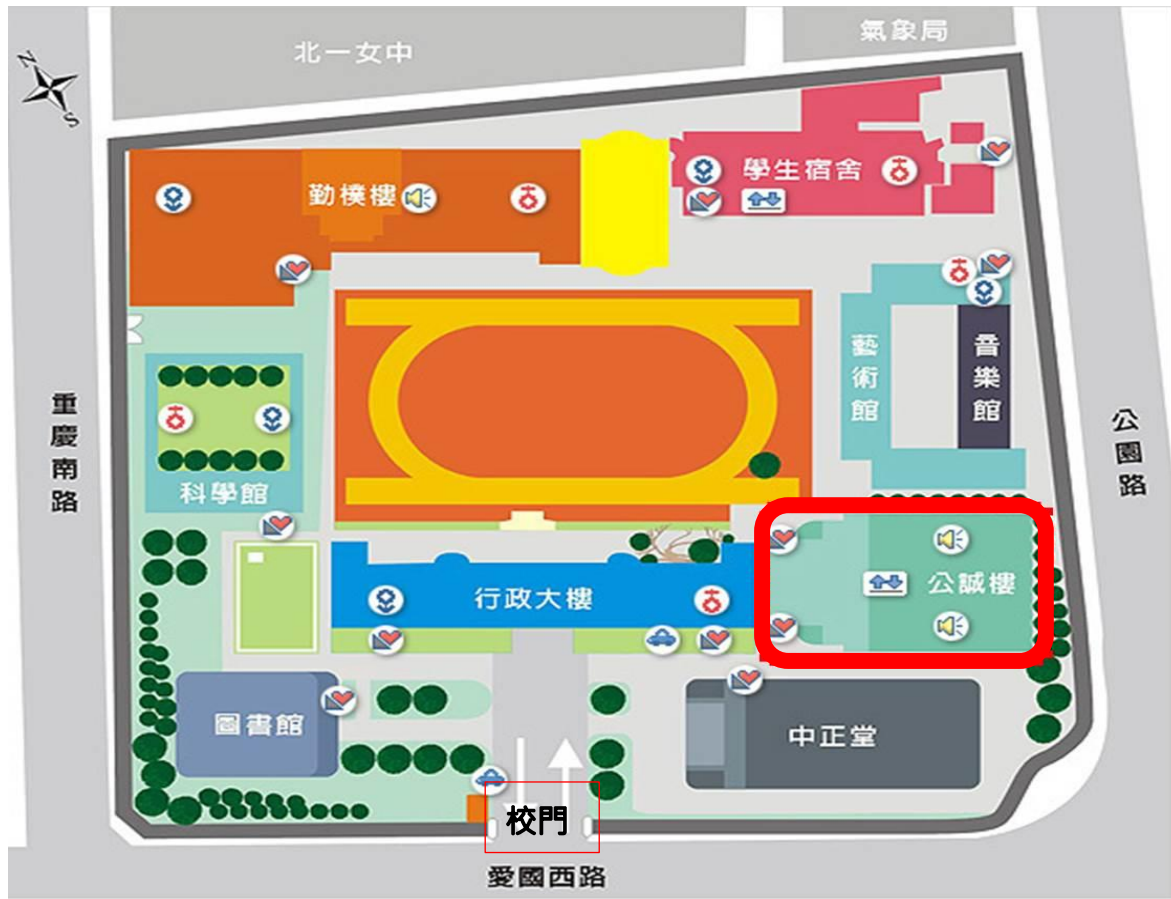 北一女中
氣象局
N
S
勤樸樓
學生宿舍
藝術館
音樂館
重慶南路
公園路
科學館
行政大樓
公誠樓
圖書館
中正堂
校門
愛國西路